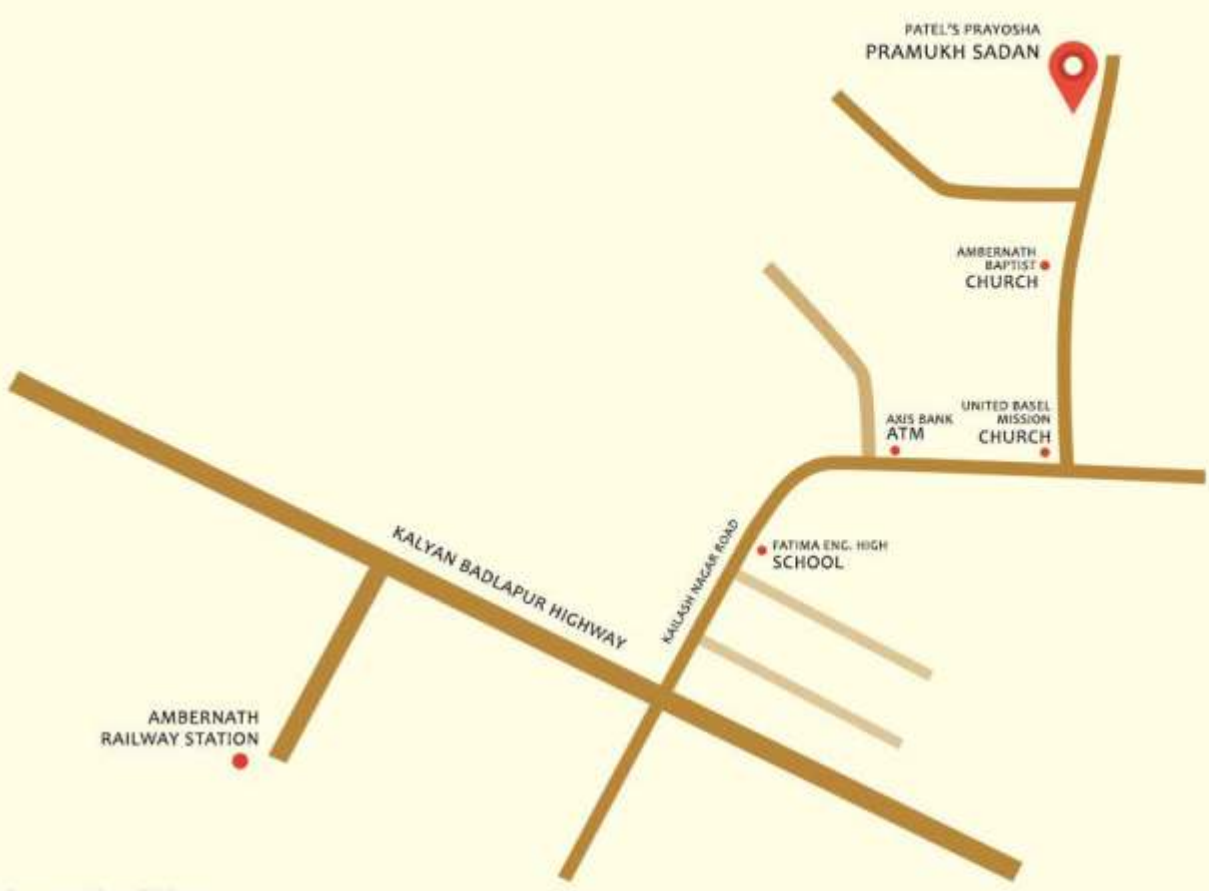 PATEL'S PRAYOSHA
PRAMUKH SADAN
AMBERNATH
BAPTIST
CHURCH
AXIS BANK
ATM
UNITED BASEL
MISSION
CHURCH
KALYAN BADLAPUR HIGHWAY
KAILASH NAGAR ROAD
FATIMA ENG. HIGH
SCHOOL
AMBERNATH
RAILWAY STATION